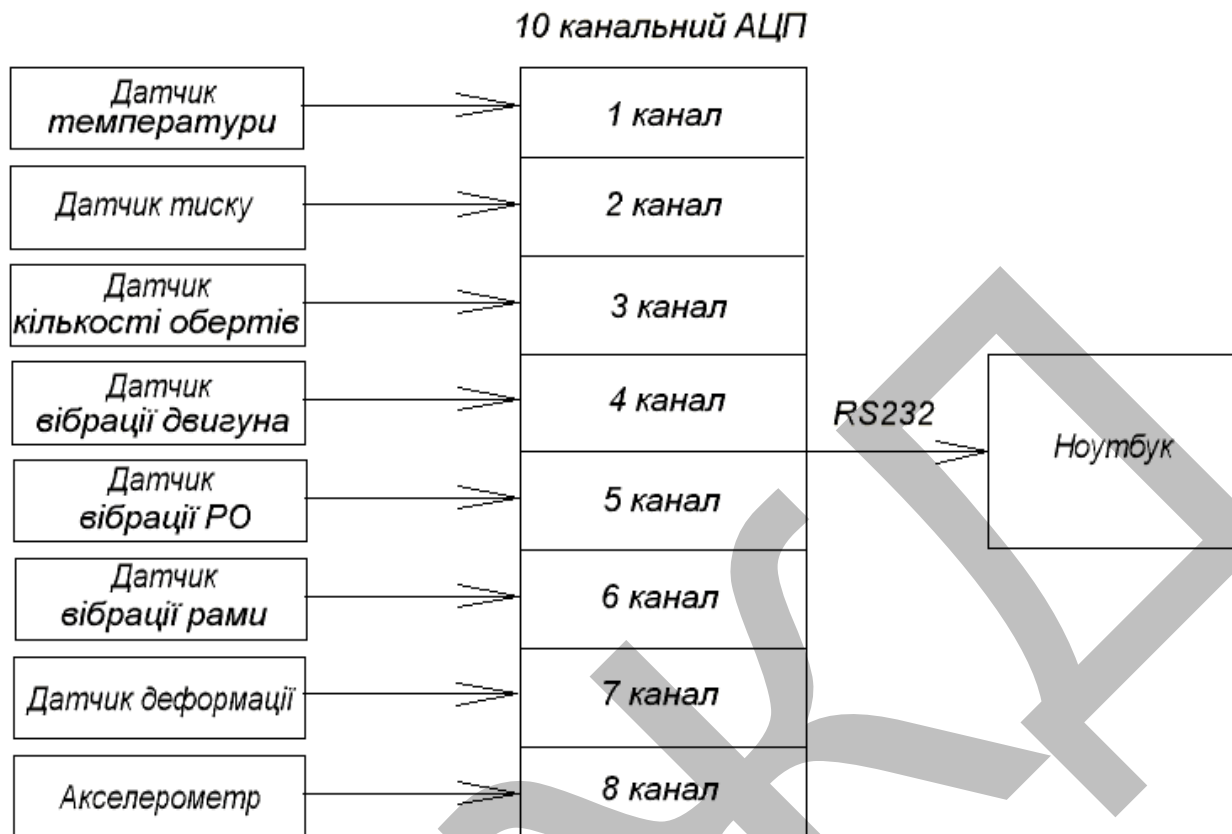 10 канальний АЦП
Датчик
температури
1 канал
Датчик тиску
2 канал
Датчик
кількості обертів
3 канал
Датчик
вібрації двигуна
4 канал
RS232
Ноутбук
Датчик
вібрації РО
5 канал
Датчик
вібрації рами
6 канал
Датчик деформації
7 канал
Акселерометр
8 канал